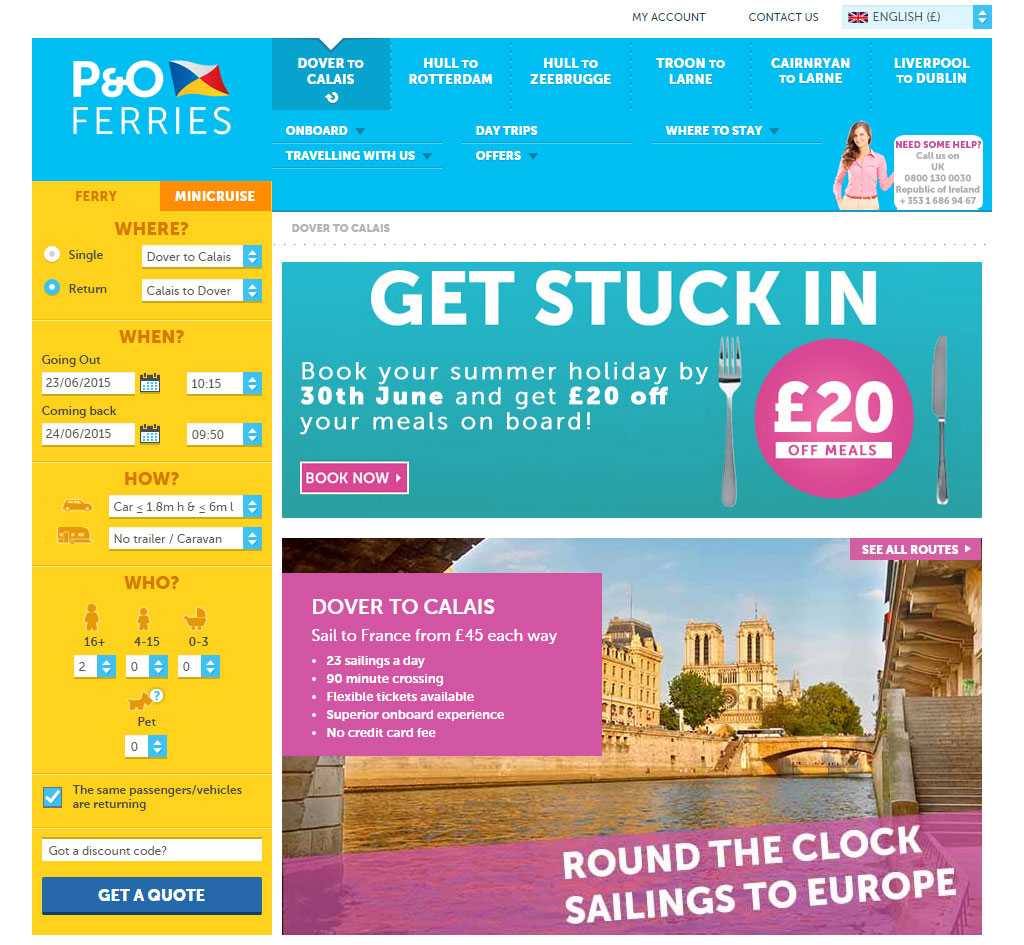 MY ACCOUNT
CONTACT US
ENGLISH (£)
P&O
FERRIES
DOVER TO
CALAIS
HULL TO
ROTTERDAM
HULL TO
ZEEBRUGGE
TROON TO
LARNE
CAIRNRYAN
TO LARNE
LIVERPOOL
TO DUBLIN
ONBOARD
DAY TRIPS
WHERE TO STAY
TRAVELLING WITH US
OFFERS
NEED SOME HELP?
Call us on
UK
0800 130 0030
Republic of Ireland
+ 353 1 686 94 67
FERRY
MINICRUISE
WHERE?
Single
Dover to Calais
Return
Calais to Dover
WHEN?
Going Out
23/06/2015
10:15
Coming back
24/06/2015
09:50
HOW?
Car ≤ 1.8m h & ≤ 6m l
No trailer / Caravan
WHO?
16+
4-15
0-3
2
0
0
?
Pet
0
The same passengers/vehicles
are returning
Got a discount code?
GET A QUOTE
DOVER TO CALAIS
GET STUCK IN
Book your summer holiday by
30th June and get £20 off
your meals on board!
£20
OFF MEALS
BOOK NOW
SEE ALL ROUTES
DOVER TO CALAIS
Sail to France from £45 each way
• 23 sailings a day
• 90 minute crossing
• Flexible tickets available
• Superior onboard experience
• No credit card fee
ROUND THE CLOCK
SAILINGS TO EUROPE